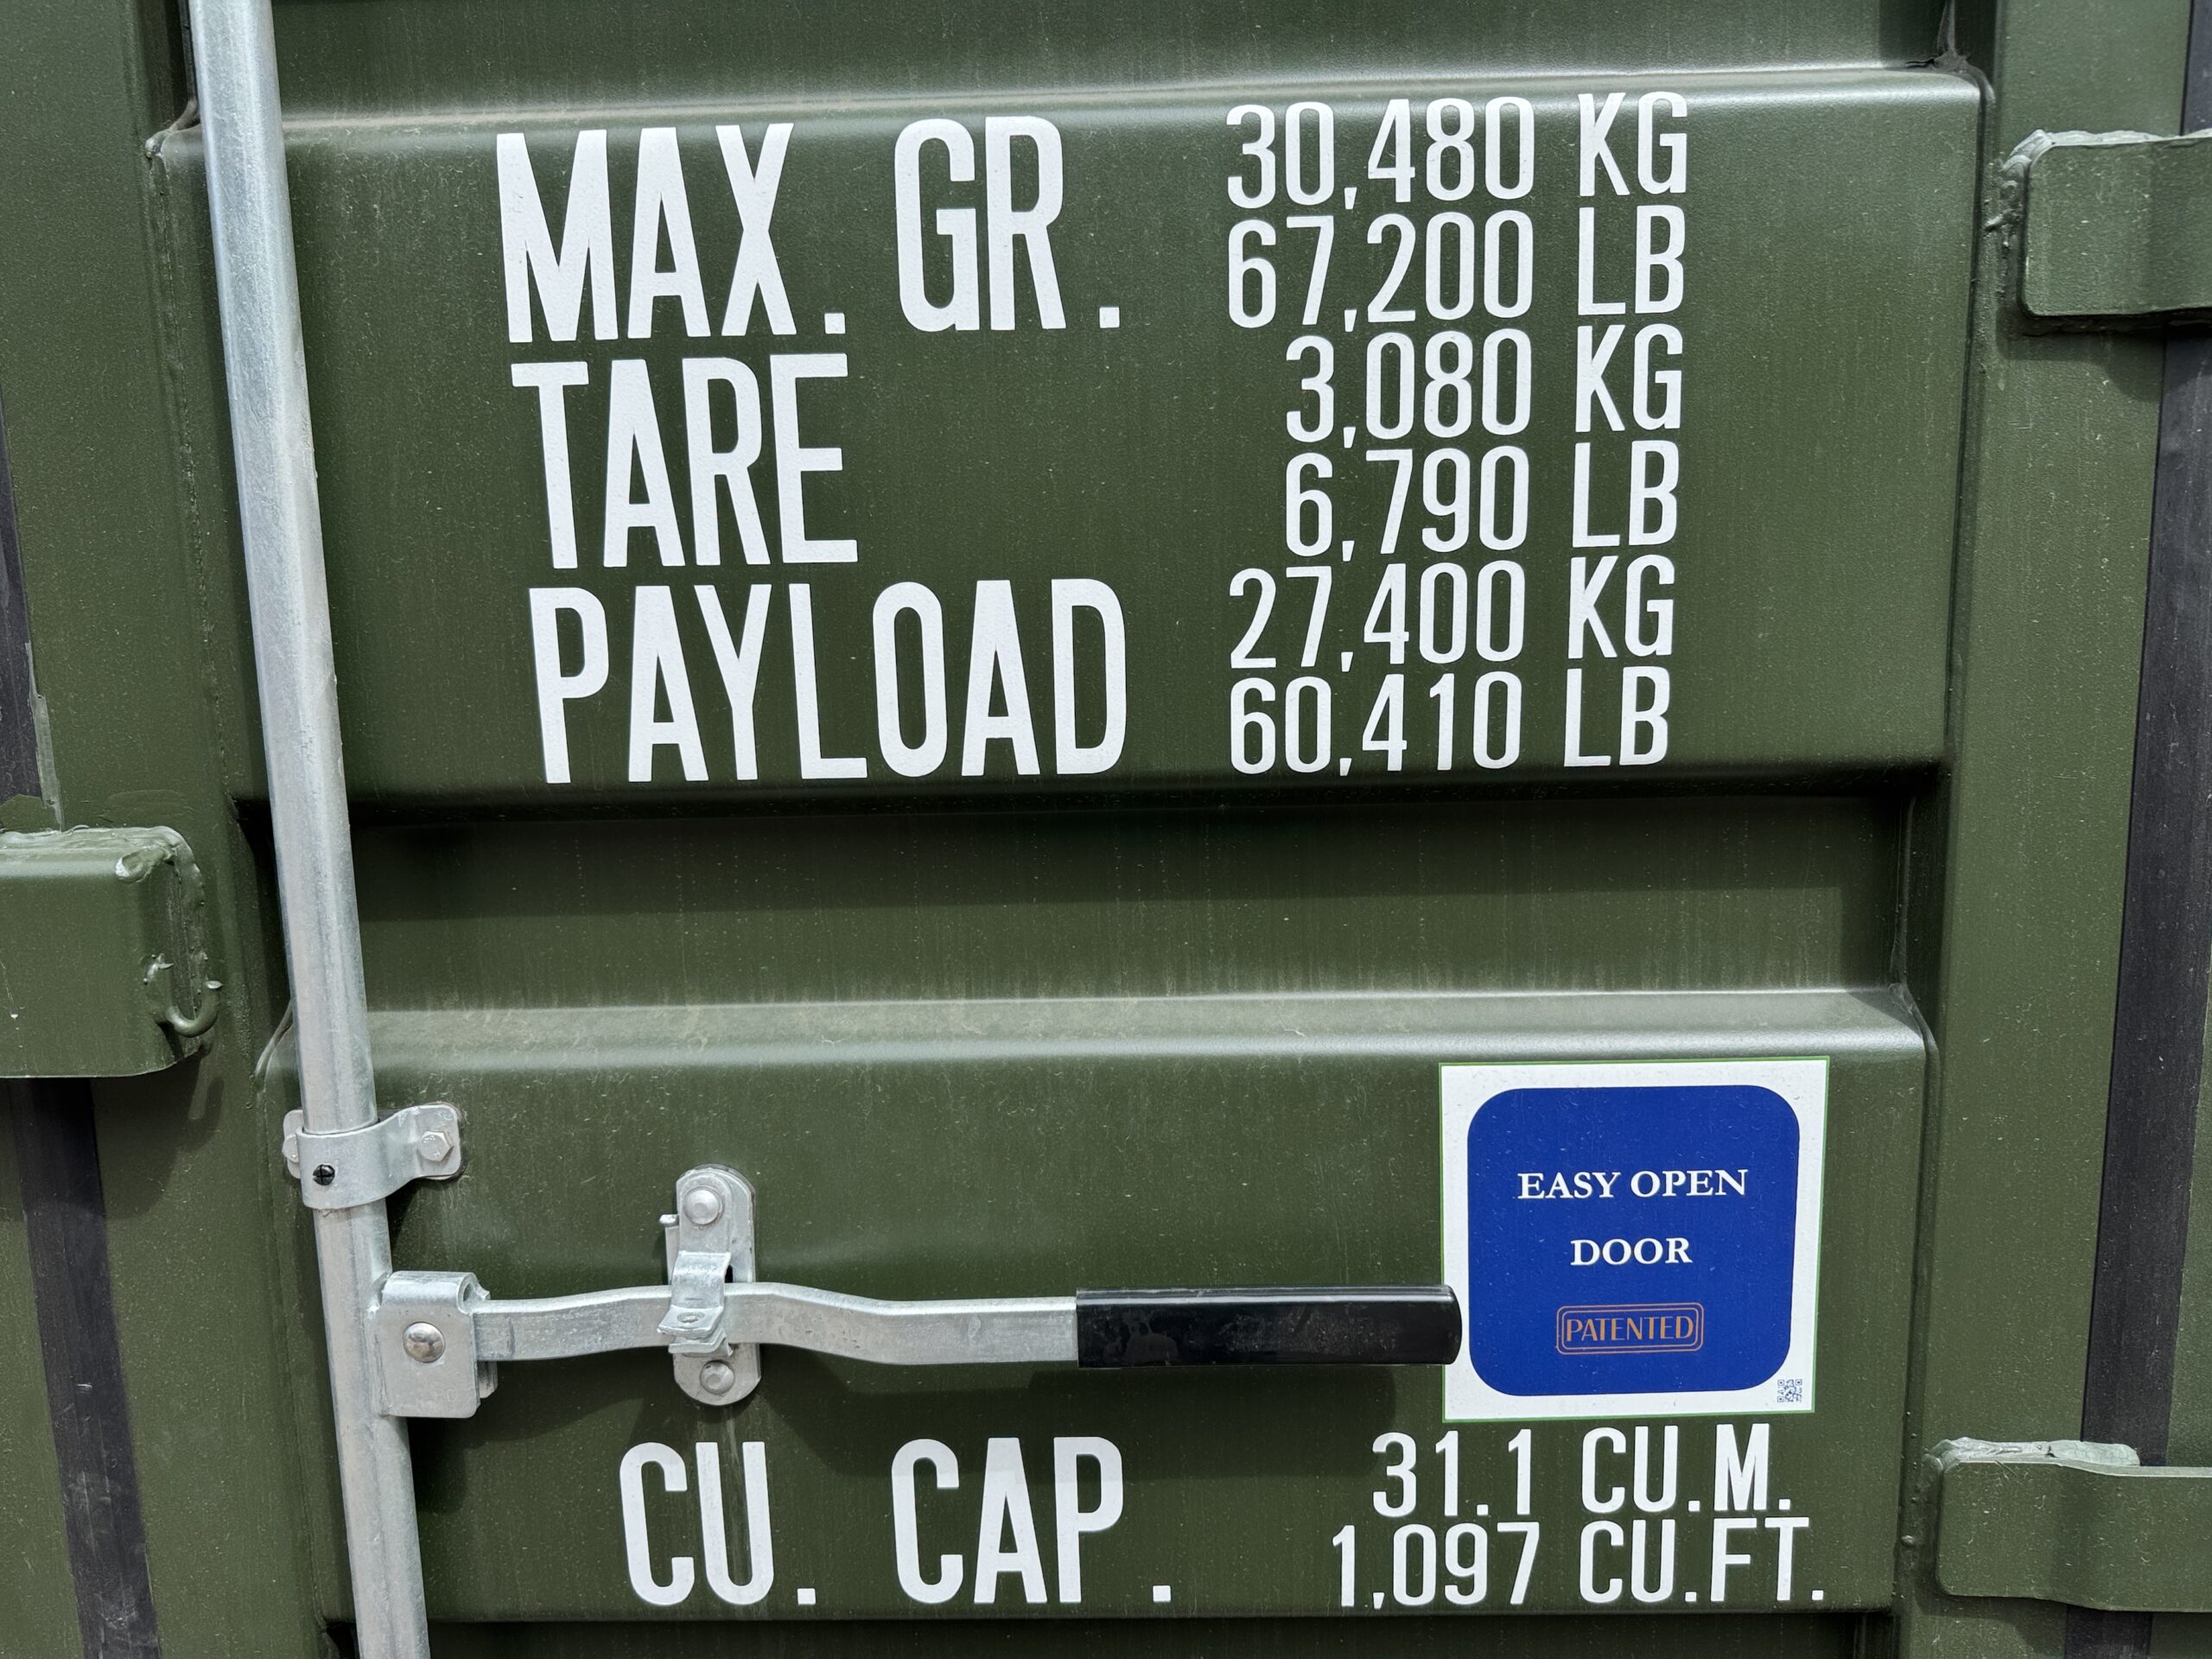 MAX. GR. 30,480 KG
67,200 LB
TARE 3,080 KG
6,790 LB
PAYLOAD 27,400 KG
60,410 LB
EASY OPEN
DOOR
PATENTED
CU. CAP. 31.1 CU.M.
1,097 CU.FT.